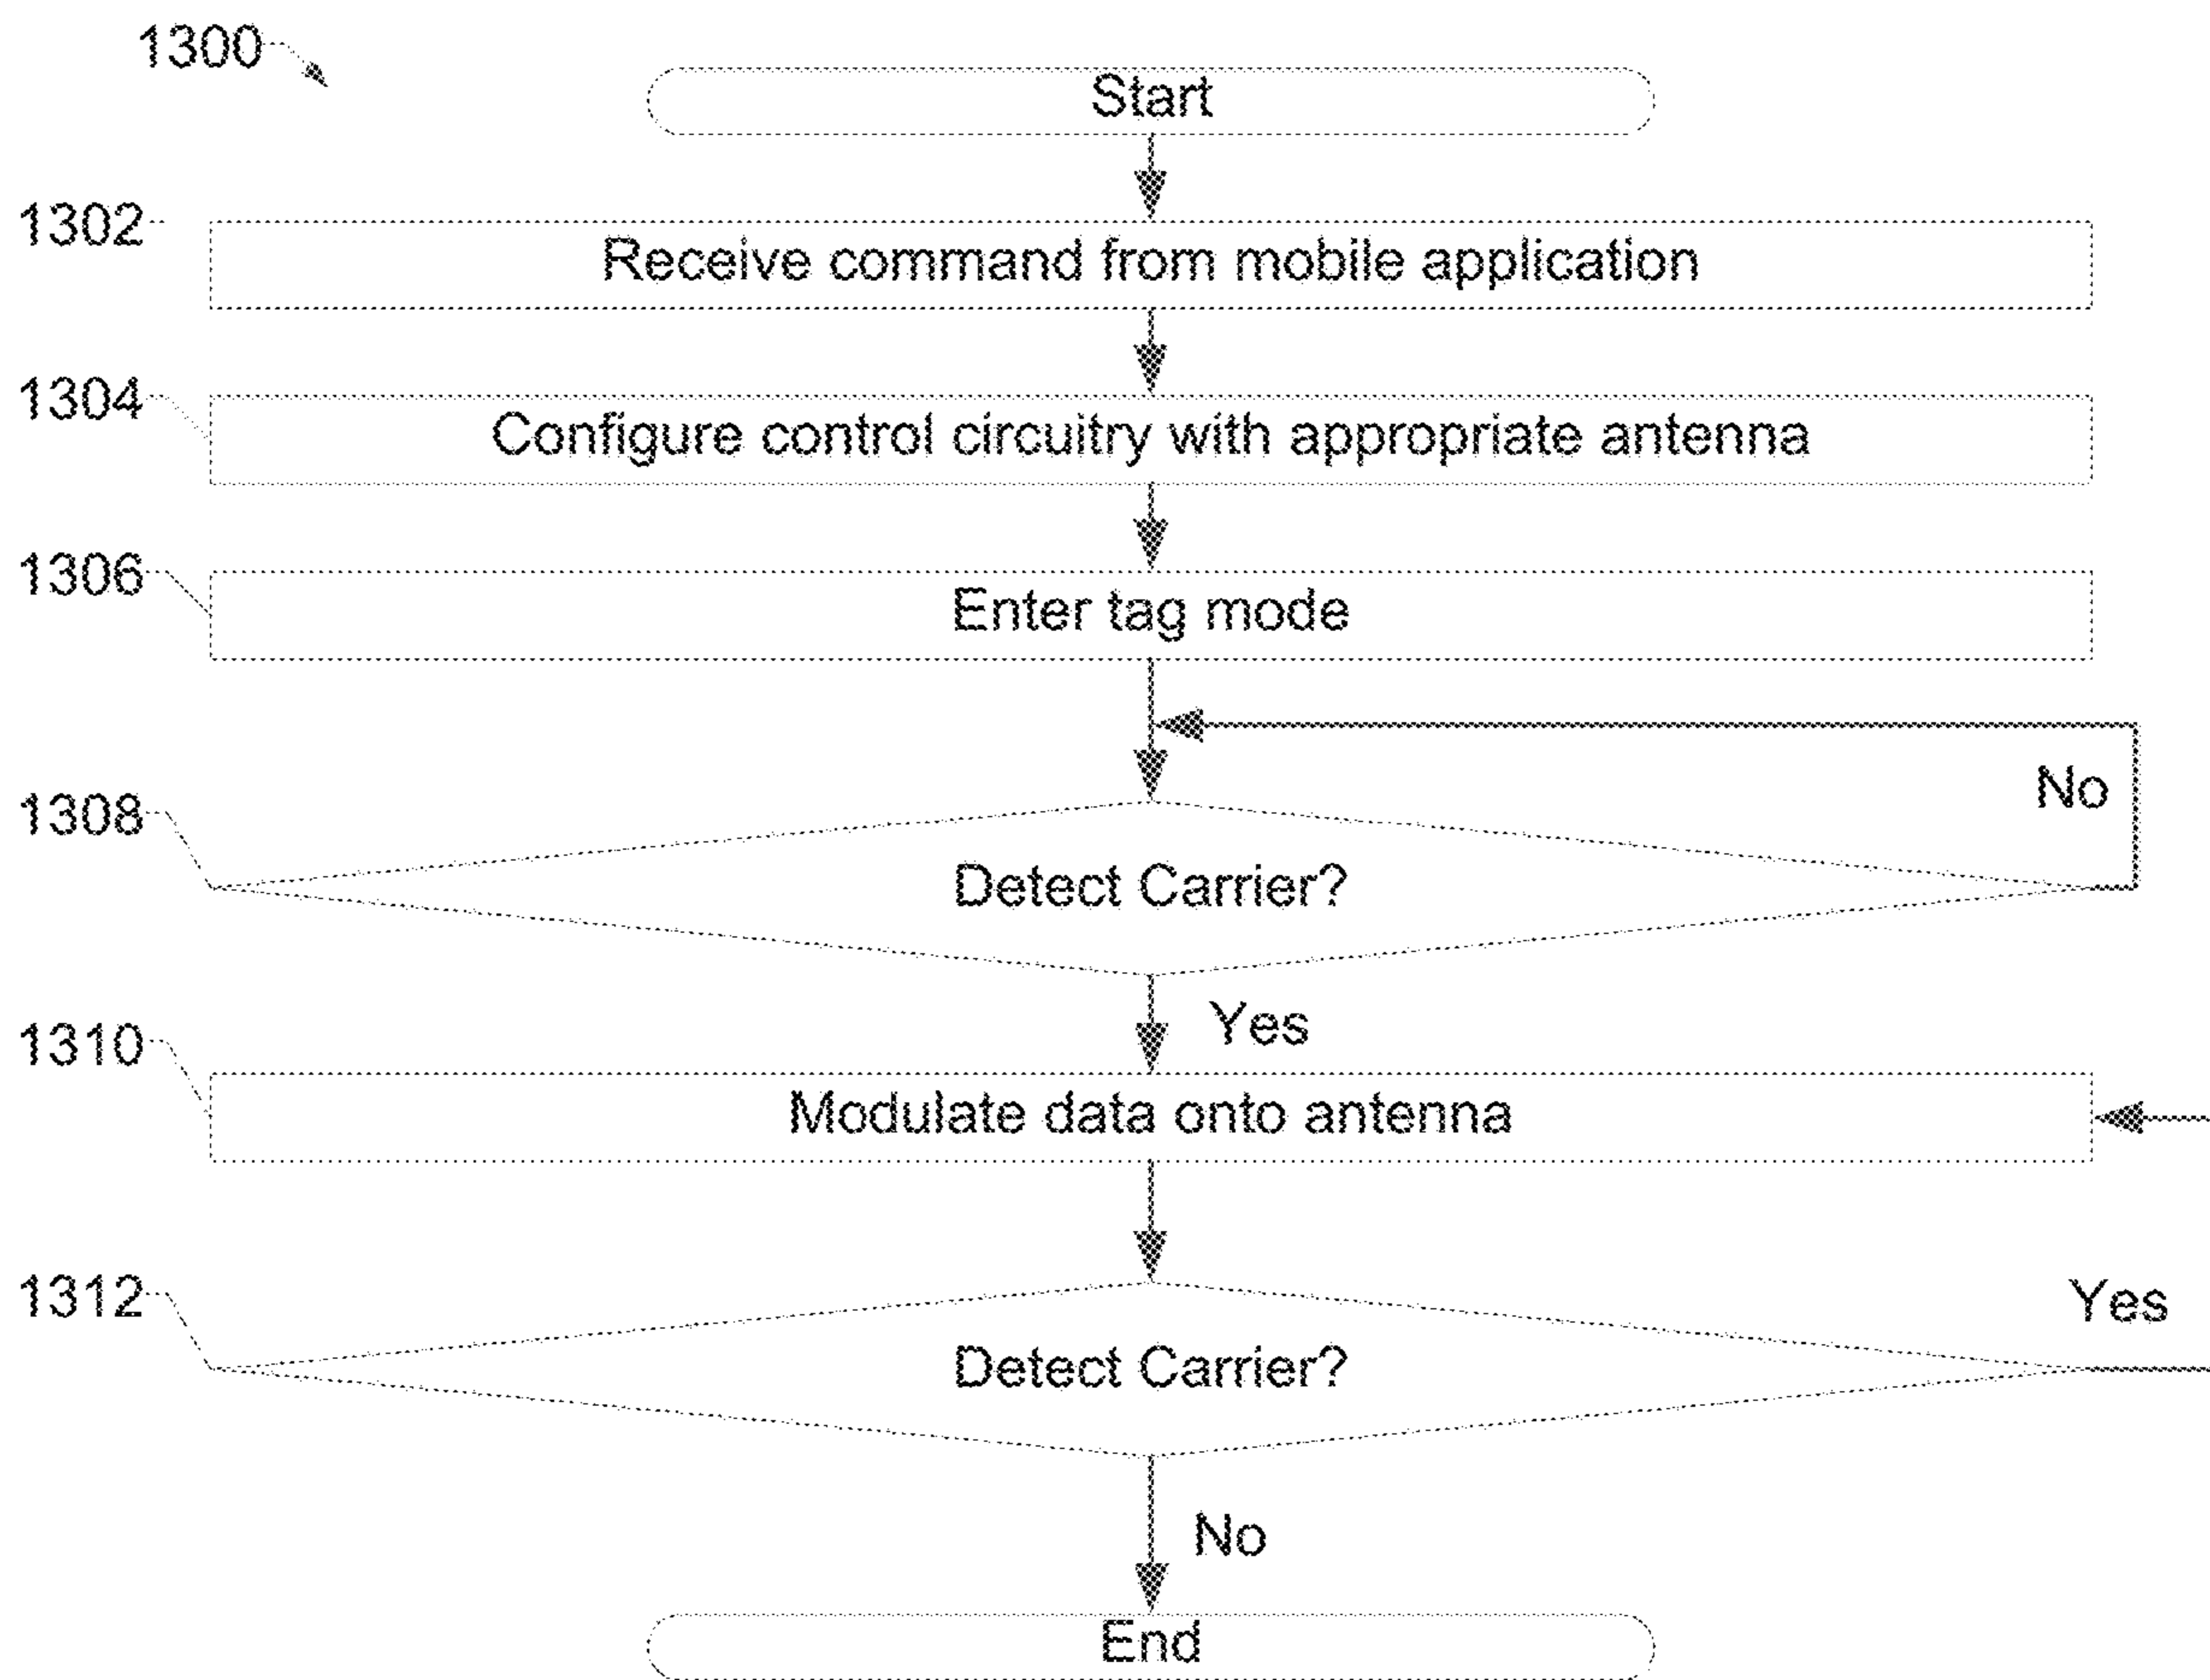 1300
Start
1302
Receive command from mobile application
1304
Configure control circuitry with appropriate antenna
1306
Enter tag mode
No
1308
Detect Carrier?
Yes
1310
Modulate data onto antenna
1312
Yes
Detect Carrier?
No
End